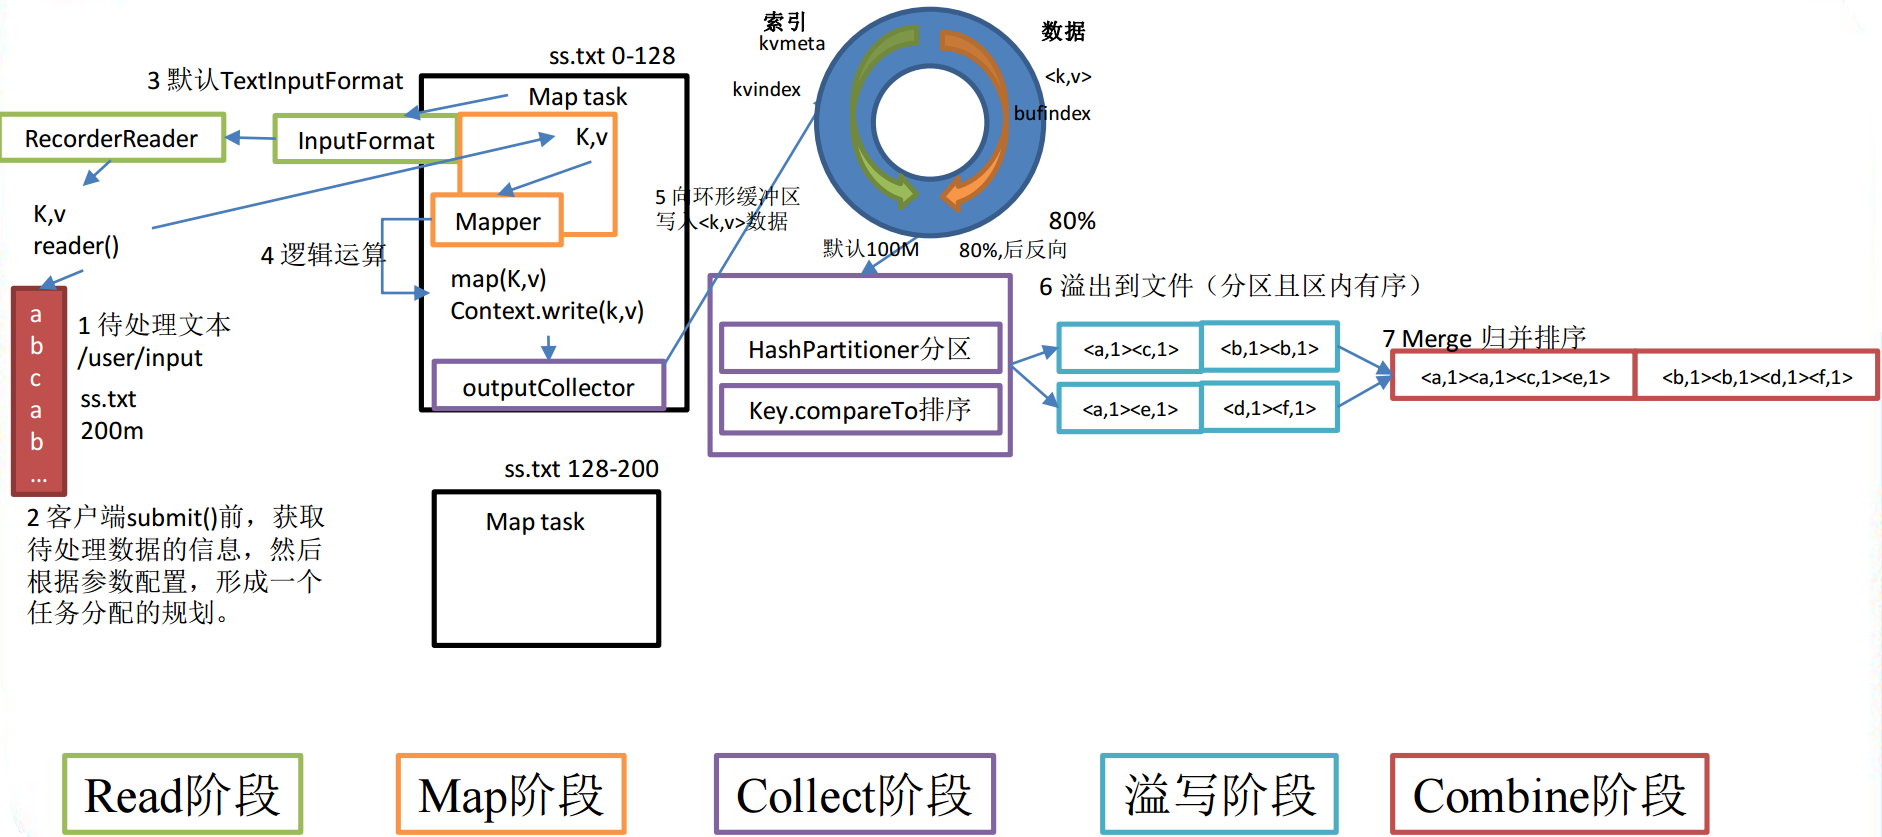 ss.txt 0-128
3 默认TextInputFormat
Map task
RecorderReader
InputFormat
K,v
K,v
reader()
Mapper
4 逻辑运算
map(K,v)
Context.write(k,v)
outputCollector
a
b
c
a
b
...
1 待处理文本
/user/input
ss.txt
200m
2 客户端submit()前，获取
待处理数据的信息，然后
根据参数配置，形成一个
任务分配的规划。
ss.txt 128-200
Map task
索引
kvmeta
kvindex
数据
<k,v>
bufindex
5 向环形缓冲区
写入<k,v>数据
默认100M
80%
80%,后反向
HashPartitioner分区
Key.compareTo排序
6 溢出到文件（分区且区内有序）
<a,1><c,1>
<b,1><b,1>
<a,1><e,1>
<d,1><f,1>
7 Merge 归并排序
<a,1><a,1><c,1><e,1>
<b,1><b,1><d,1><f,1>
Read阶段
Map阶段
Collect阶段
溢写阶段
Combine阶段